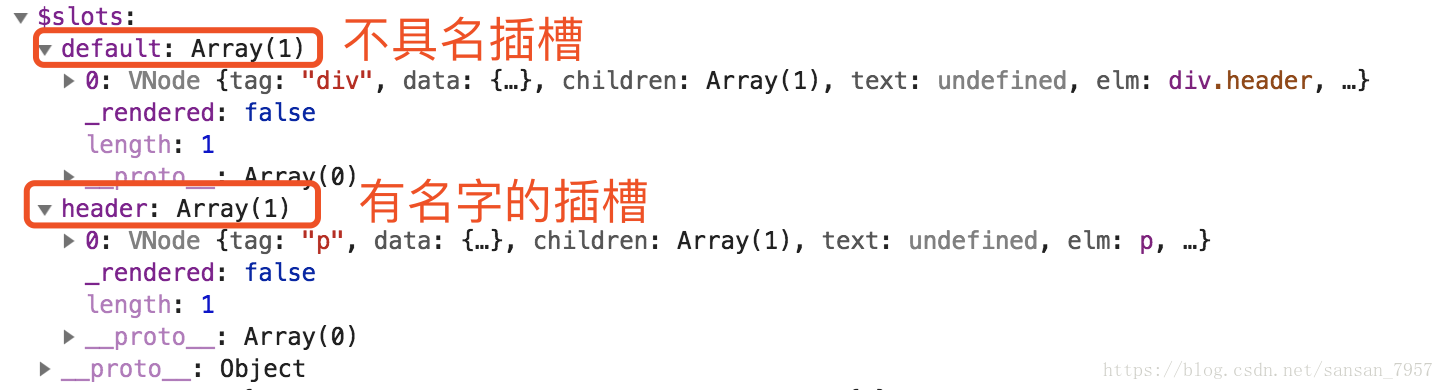 ▼ $slots:
▼ default: Array(1) 不具名插槽
▶ 0: VNode {tag: "div", data: {…}, children: Array(1), text: undefined, elm: div.header, …}
_rendered: false
length: 1
▶ __proto__: Array(0)
▼ header: Array(1) 有名字的插槽
▶ 0: VNode {tag: "p", data: {…}, children: Array(1), text: undefined, elm: p, …}
_rendered: false
length: 1
▶ __proto__: Array(0)
▶ __proto__: Object
https://blog.csdn.net/sansan_7957